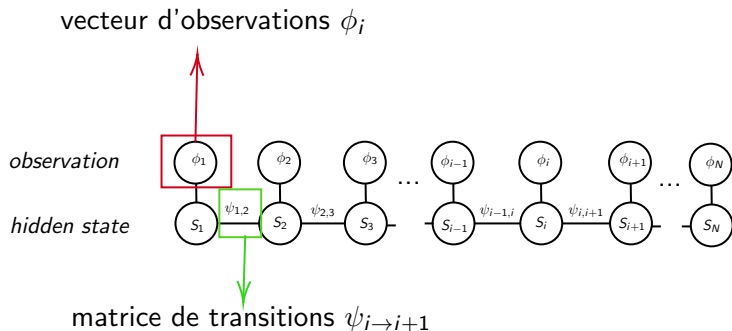 vecteur d'observations ϕ_i
observation ϕ_1 ϕ_2 ϕ_3 ... ϕ_{i−1} ϕ_i ϕ_{i+1} ... ϕ_N
ψ_{1,2} ψ_{2,3} ψ_{i−1,i} ψ_{i,i+1}
hidden state S_1 S_2 S_3 S_{i−1} S_i S_{i+1} S_N
matrice de transitions ψ_{i→i+1}